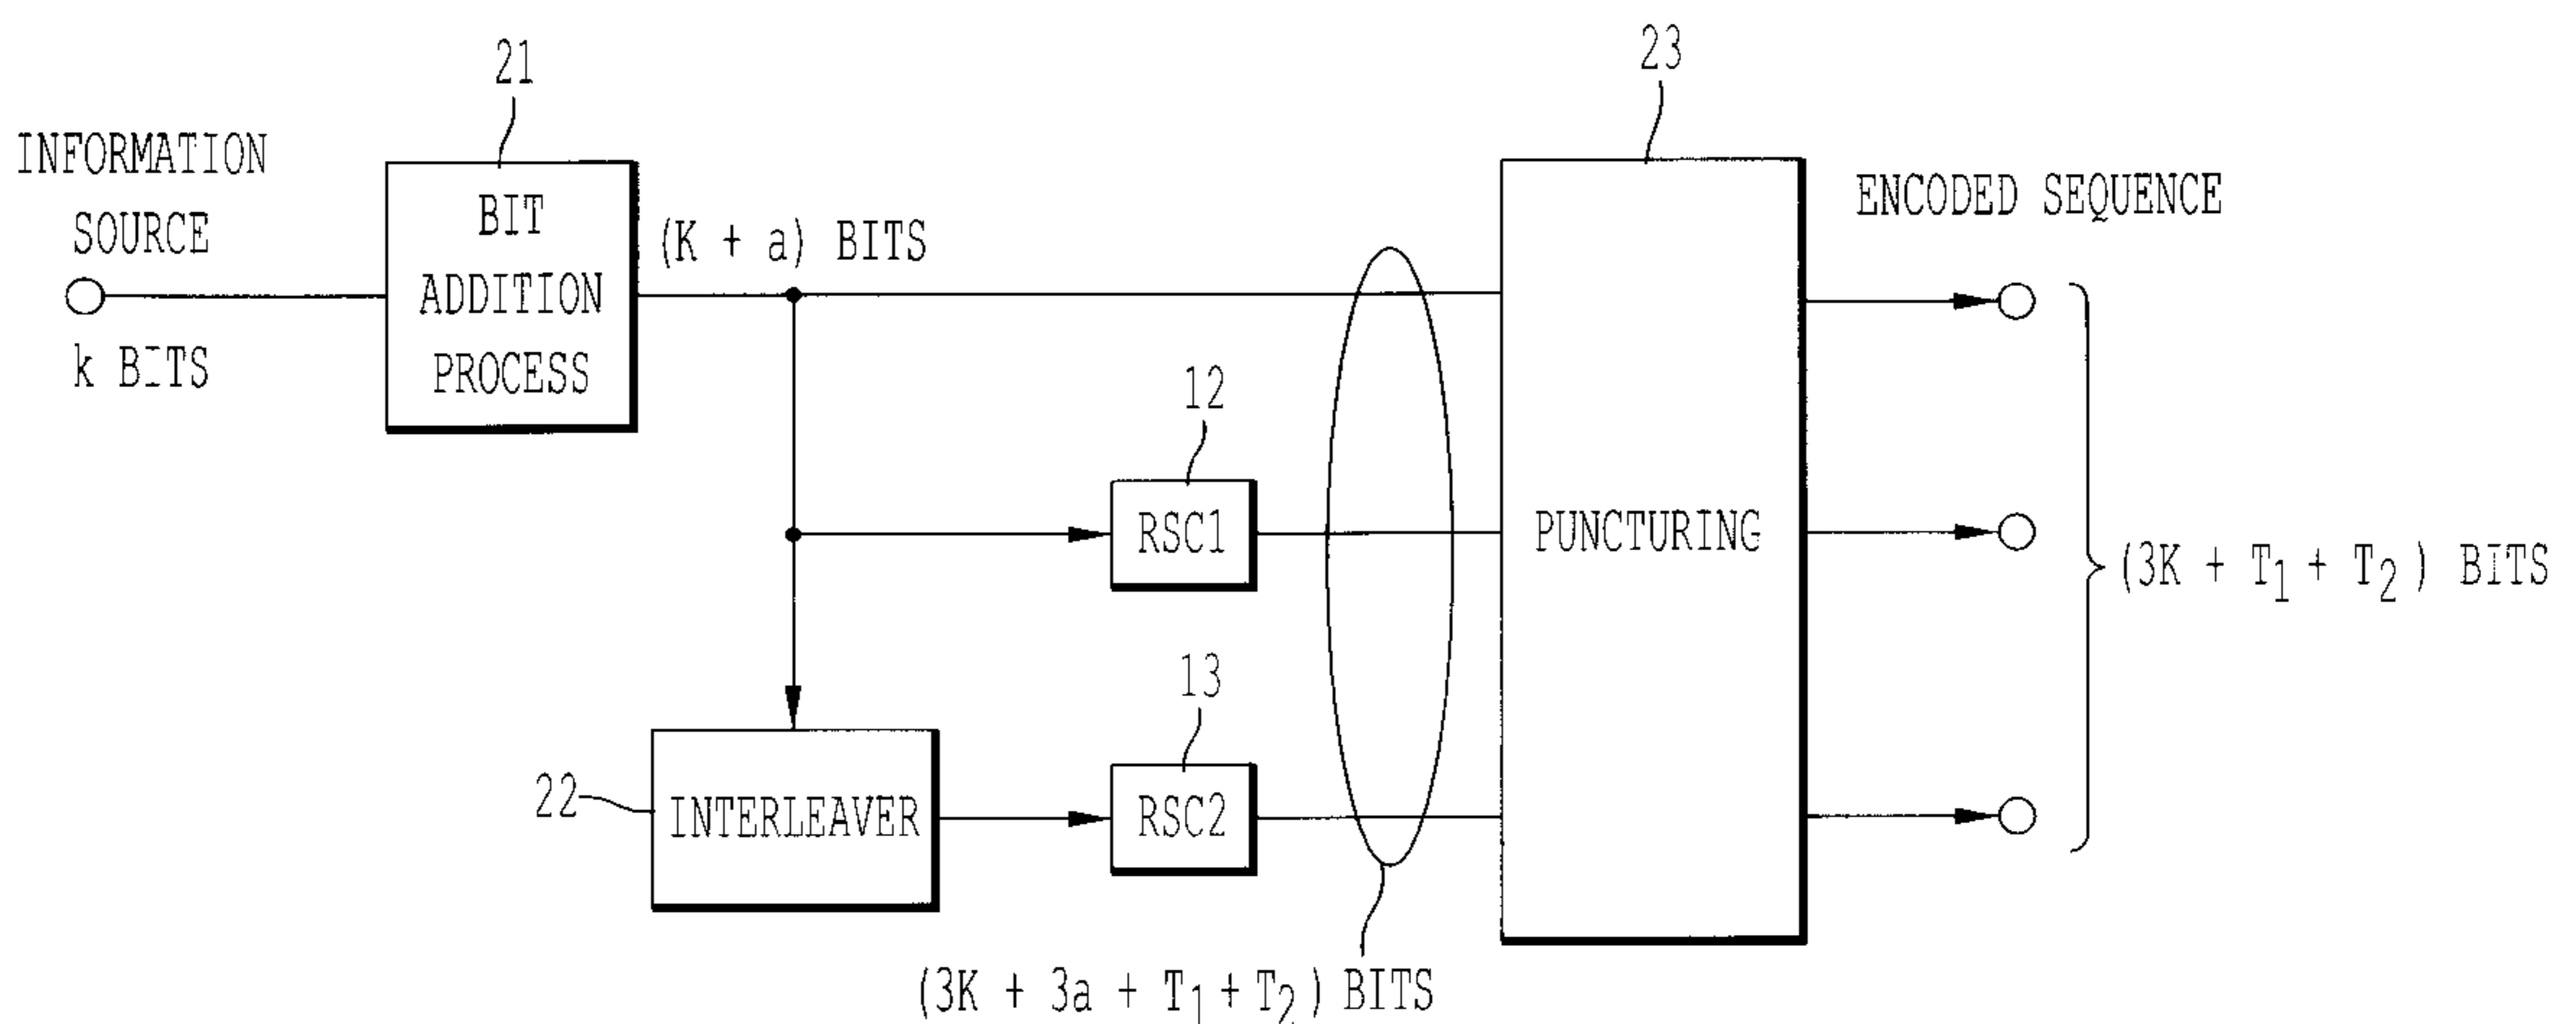 21
23
INFORMATION
SOURCE
k BITS
BIT
ADDITION
PROCESS
(K + a) BITS
ENCODED SEQUENCE
12
RSC1
PUNCTURING
(3K + T1 + T2 ) BITS
13
22
INTERLEAVER
RSC2
(3K + 3a + T1 + T2 ) BITS